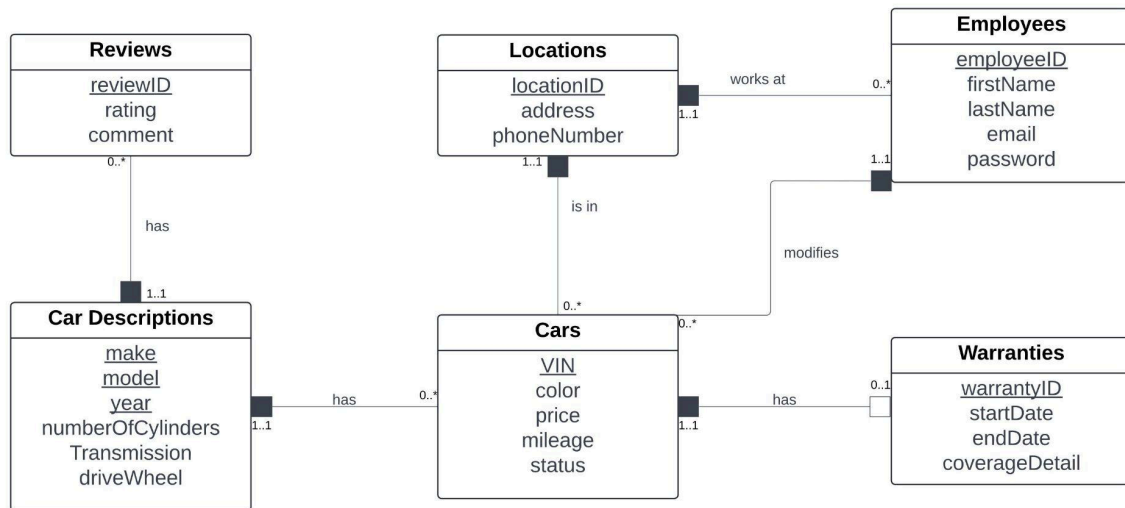 Reviews
reviewID
rating
comment
0..*
has
1..1
Car Descriptions
make
model
year
numberOfCylinders
Transmission
driveWheel
1..1
has
0..*
Locations
locationID
address
phoneNumber
1..1
is in
0..*
works at
1..1
0..*
Employees
employeeID
firstName
lastName
email
password
1..1
modifies
0..*
Cars
VIN
color
price
mileage
status
1..1
has
0..1
Warranties
warrantyID
startDate
endDate
coverageDetail